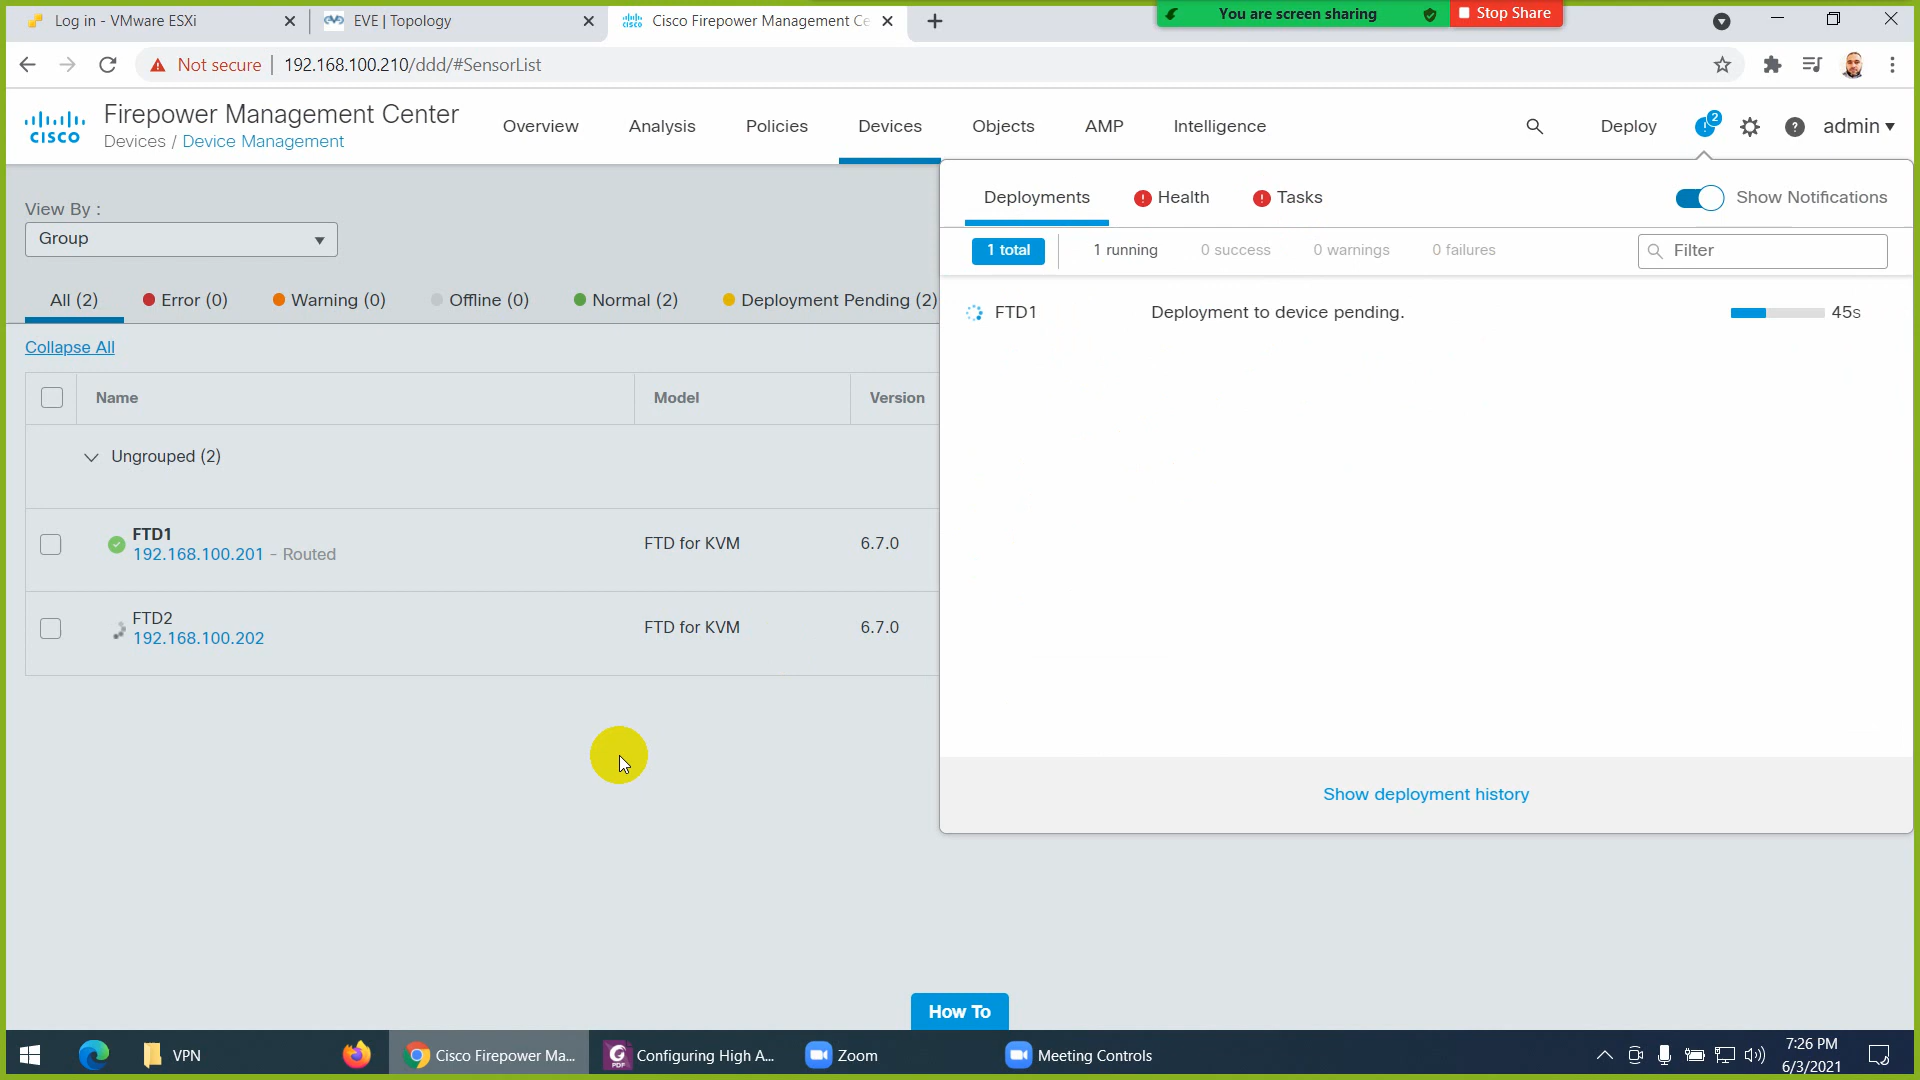 Log in - VMware ESXi
EVE | Topology
Cisco Firepower Management Ce
You are screen sharing
Stop Share
Not secure
192.168.100.210/ddd/#SensorList
CISCO
Firepower Management Center
Devices / Device Management
Overview
Analysis
Policies
Devices
Objects
AMP
Intelligence
Deploy
2
admin
View By :
Group
All (2)
Error (0)
Warning (0)
Offline (0)
Normal (2)
Deployment Pending (2)
Collapse All
Name
Model
Version
Ungrouped (2)
FTD1
192.168.100.201 - Routed
FTD for KVM
6.7.0
FTD2
192.168.100.202
FTD for KVM
6.7.0
Deployments
Health
Tasks
Show Notifications
1 total
1 running
0 success
0 warnings
0 failures
Filter
FTD1
Deployment to device pending.
45s
Show deployment history
How To
VPN
Cisco Firepower Ma...
PDF
Configuring High A...
Zoom
Meeting Controls
7:26 PM
6/3/2021